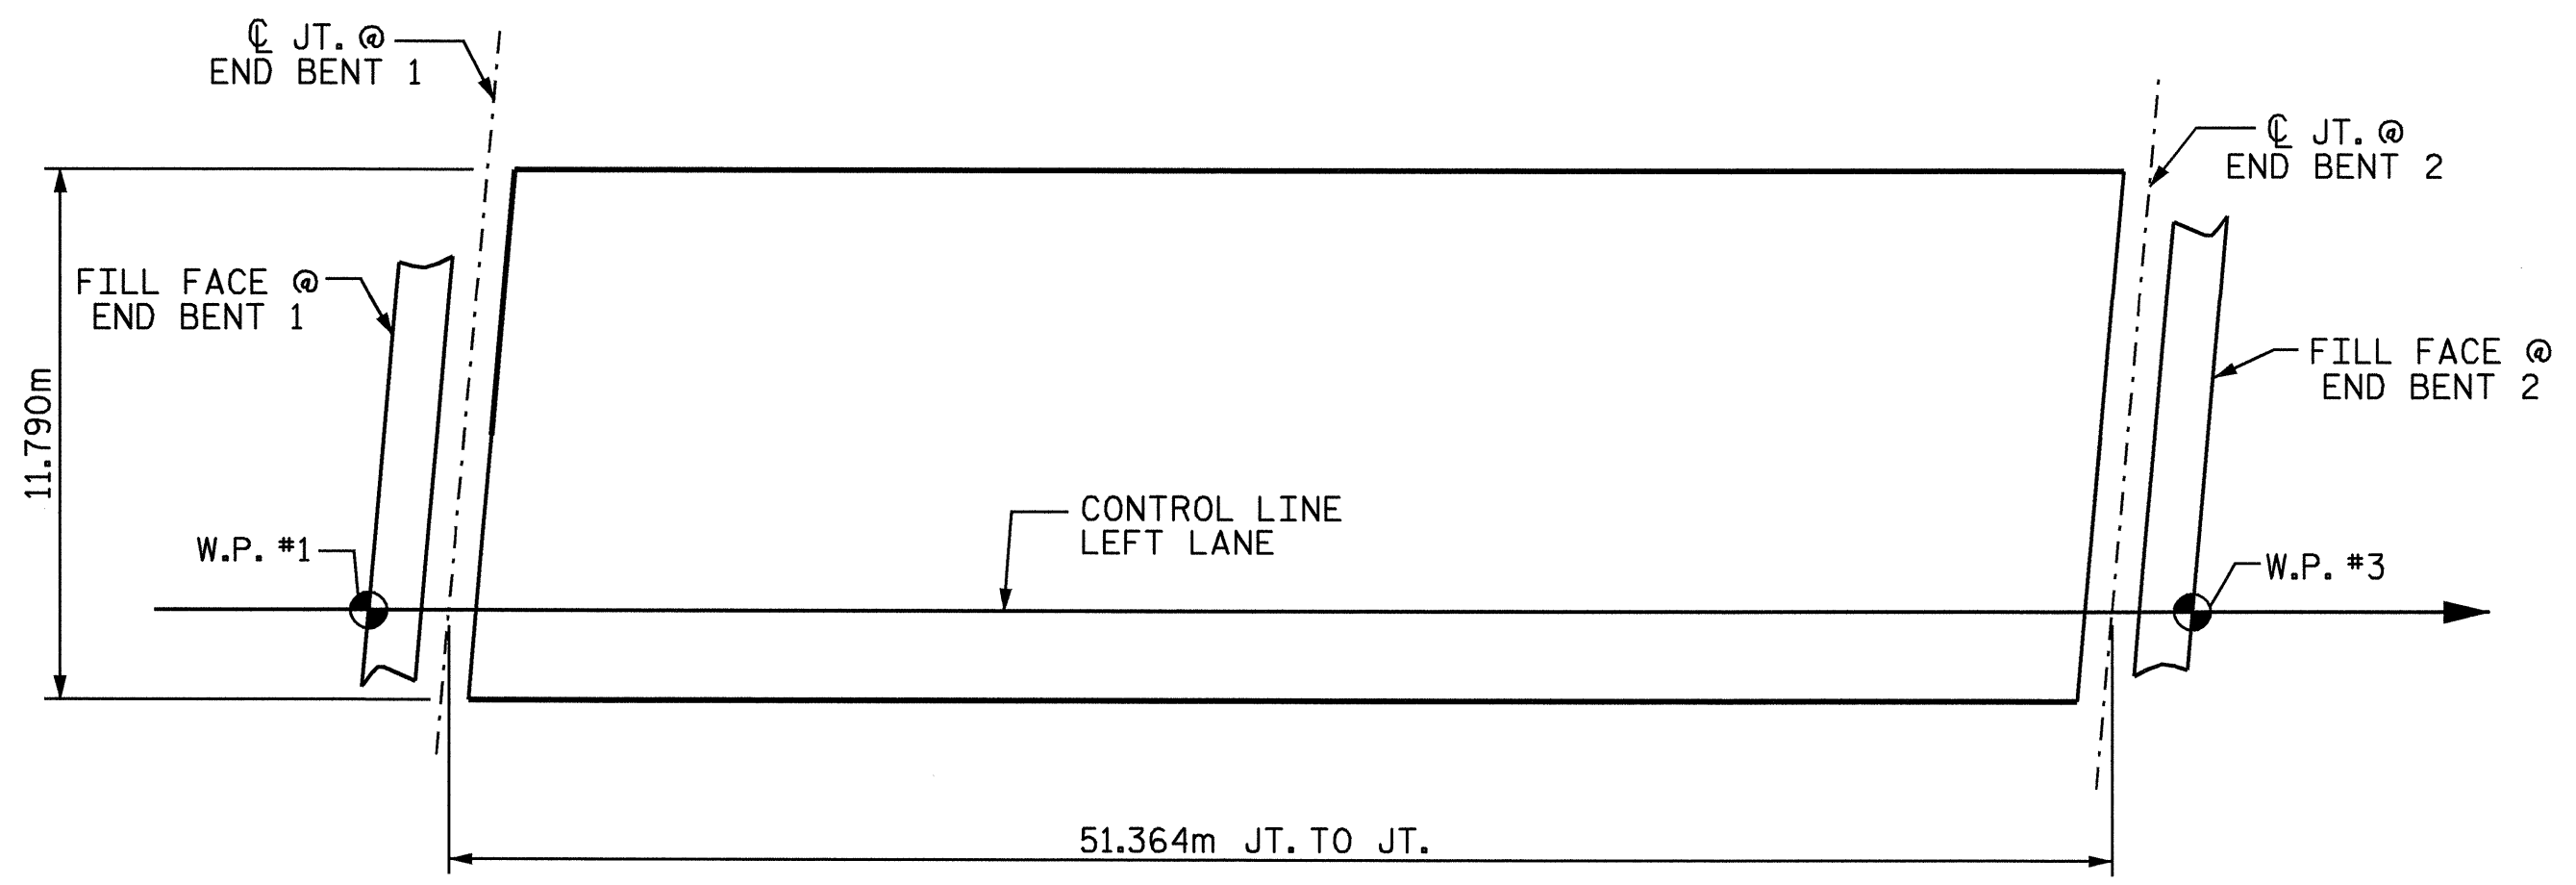 ℄ JT. @
END BENT 1
℄ JT. @
END BENT 2
FILL FACE @
END BENT 1
FILL FACE @
END BENT 2
11.790m
CONTROL LINE
LEFT LANE
W.P. #1
W.P. #3
51.364m JT. TO JT.